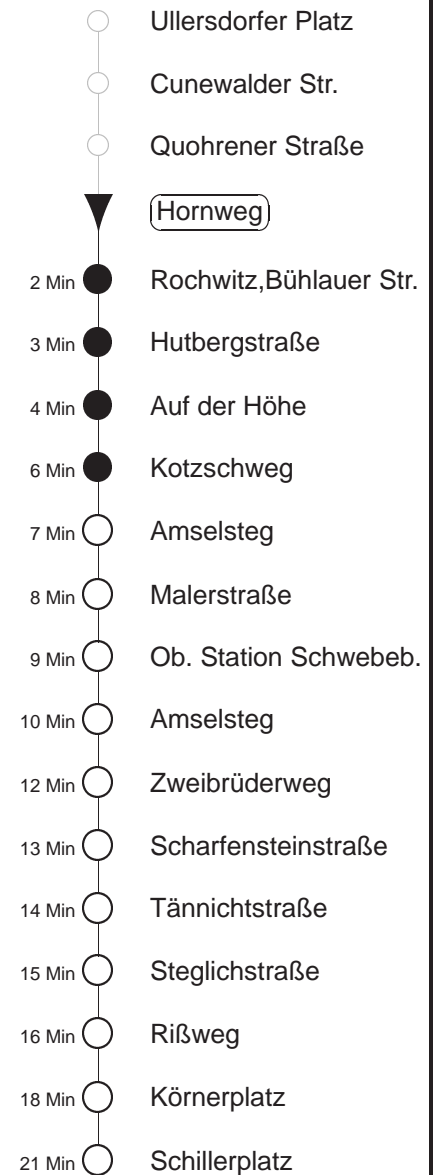 Ullersdorfer Platz
Cunewalder Str.
Quohrener Straße
Hornweg
2 Min Rochwitz,Bühlauer Str.
3 Min Hutbergstraße
4 Min Auf der Höhe
6 Min Kotzschweg
7 Min Amselsteg
8 Min Malerstraße
9 Min Ob. Station Schwebeb.
10 Min Amselsteg
12 Min Zweibrüderweg
13 Min Scharfensteinstraße
14 Min Tännichtstraße
15 Min Steglichstraße
16 Min Rißweg
18 Min Körnerplatz
21 Min Schillerplatz